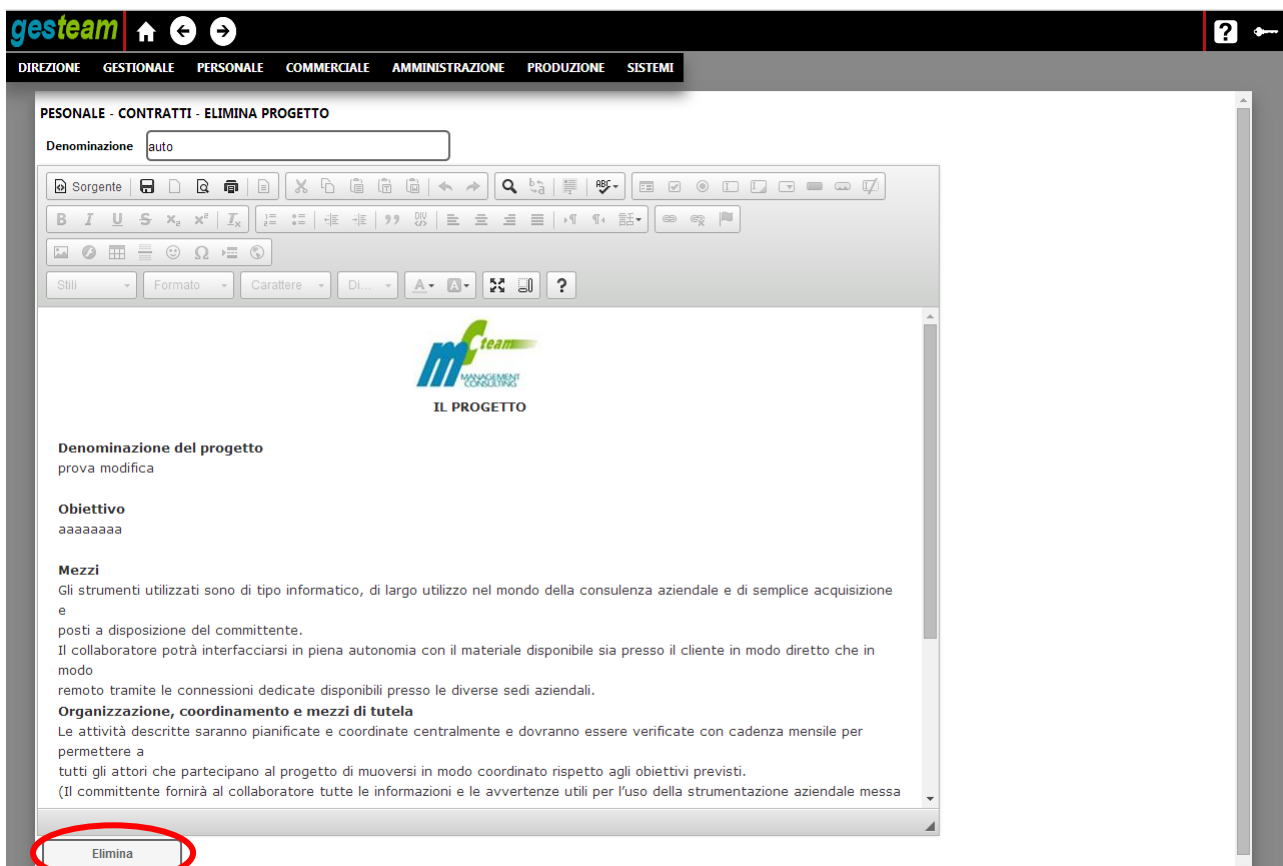 gesteam
DIREZIONE GESTIONALE PERSONALE COMMERCIALE AMMINISTRAZIONE PRODUZIONE SISTEMI
PESONALE - CONTRATTI - ELIMINA PROGETTO
Denominazione auto
Sorgente
Stili Formato Carattere Di...
mc team
MANAGEMENT
CONSULTING
IL PROGETTO
Denominazione del progetto
prova modifica
Obiettivo
aaaaaaaa
Mezzi
Gli strumenti utilizzati sono di tipo informatico, di largo utilizzo nel mondo della consulenza aziendale e di semplice acquisizione
e
posti a disposizione del committente.
Il collaboratore potrà interfacciarsi in piena autonomia con il materiale disponibile sia presso il cliente in modo diretto che in
modo
remoto tramite le connessioni dedicate disponibili presso le diverse sedi aziendali.
Organizzazione, coordinamento e mezzi di tutela
Le attività descritte saranno pianificate e coordinate centralmente e dovranno essere verificate con cadenza mensile per
permettere a
tutti gli attori che partecipano al progetto di muoversi in modo coordinato rispetto agli obiettivi previsti.
(Il committente fornirà al collaboratore tutte le informazioni e le avvertenze utili per l'uso della strumentazione aziendale messa
Elimina